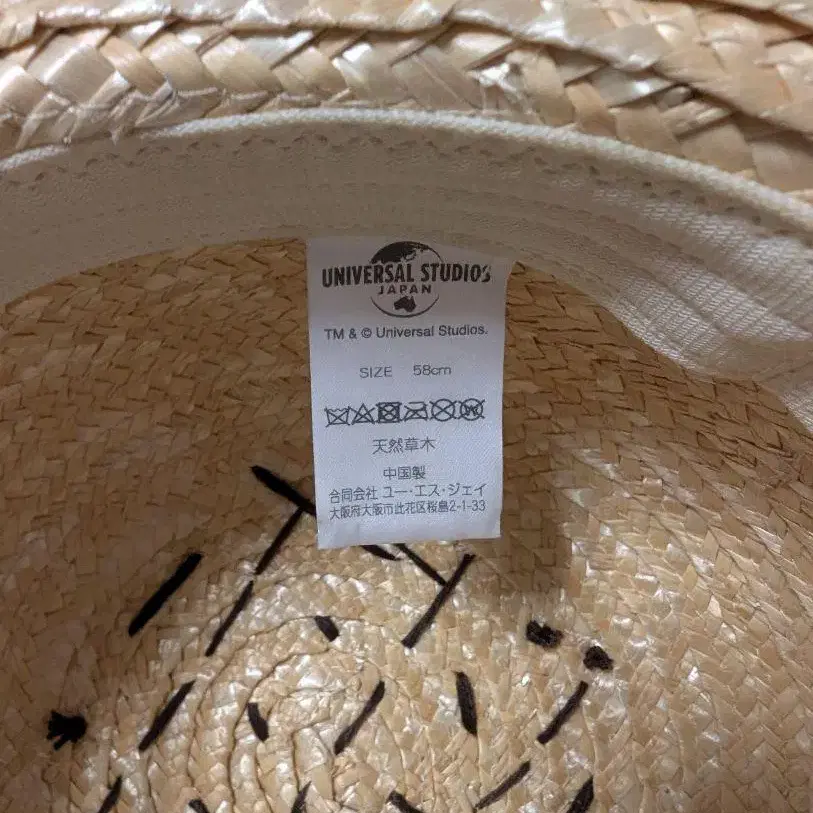 UNIVERSAL STUDIOS
JAPAN
TM & © Universal Studios.
SIZE 58cm
天然草木
中国製
合同会社 ユー・エス・ジェイ
大阪府大阪市此花区桜島2-1-33